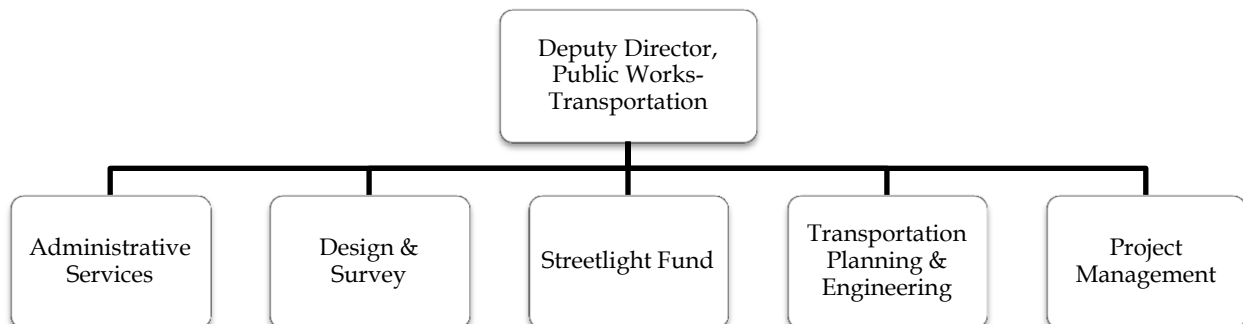 Deputy Director,
Public Works-
Transportation
Administrative
Services
Design &
Survey
Streetlight Fund
Transportation
Planning &
Engineering
Project
Management